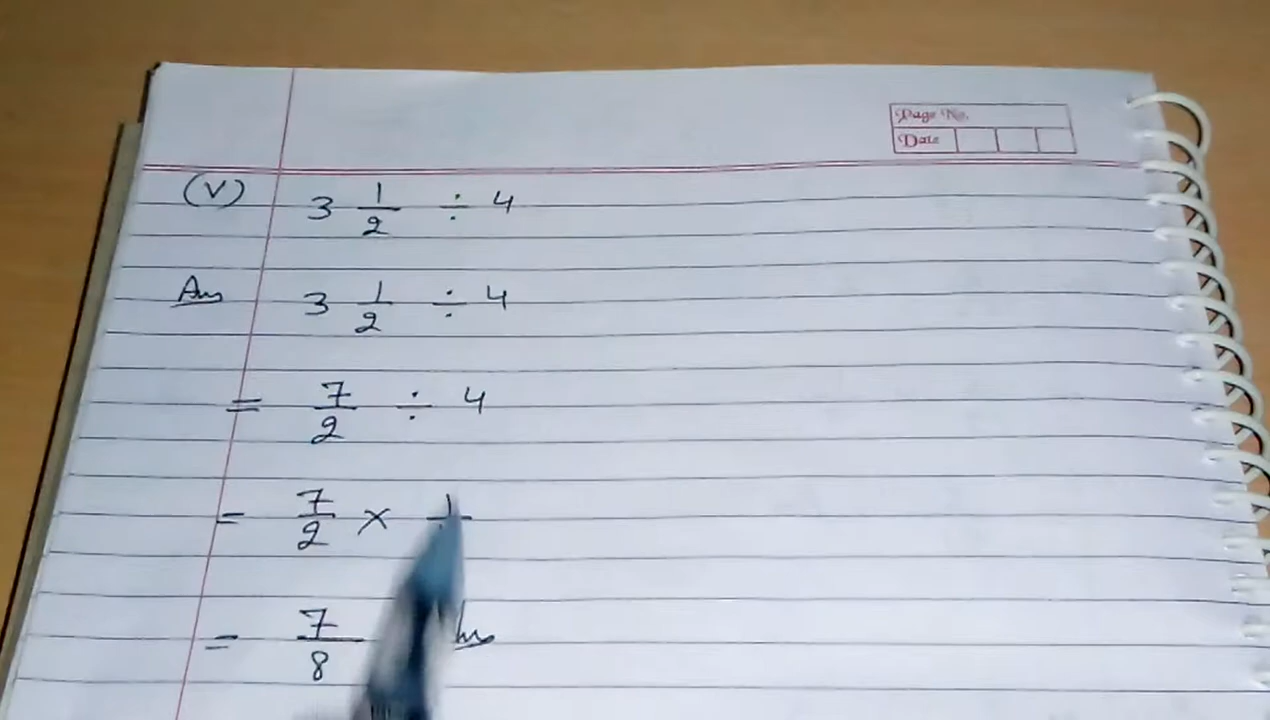 Page No.
Date
(V) 3 1/2 ÷ 4
Ans 3 1/2 ÷ 4
= 7/2 ÷ 4
= 7/2 × 1/
= 7/8